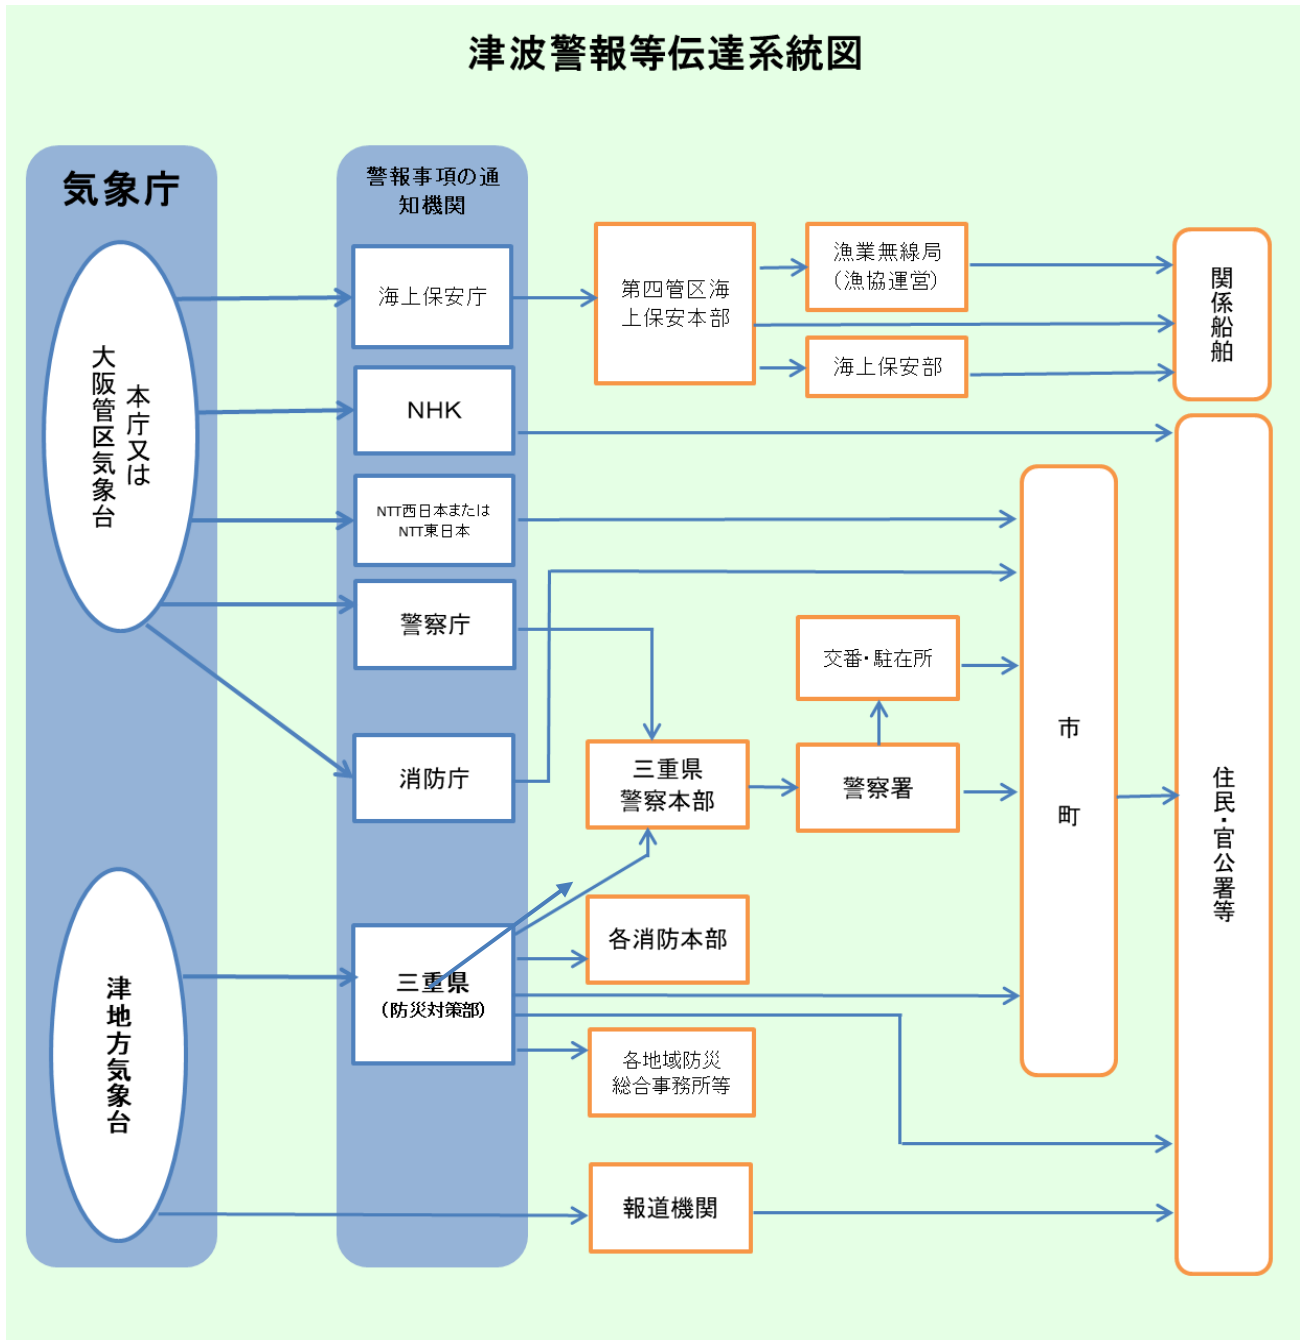 津波警報等伝達系統図
気象庁
本庁又は
大阪管区気象台
津地方気象台
警報事項の通
知機関
海上保安庁
NHK
NTT西日本または
NTT東日本
警察庁
消防庁
三重県
(防災対策部)
第四管区海
上保安本部
漁業無線局
(漁協運営)
海上保安部
交番・駐在所
三重県
警察本部
警察署
各消防本部
各地域防災
総合事務所等
報道機関
関係船舶
市町
住民・官公署等